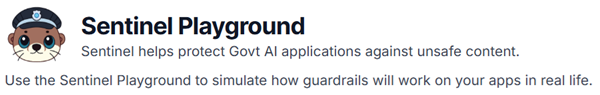 Sentinel Playground
Sentinel helps protect Govt AI applications against unsafe content.
Use the Sentinel Playground to simulate how guardrails will work on your apps in real life.